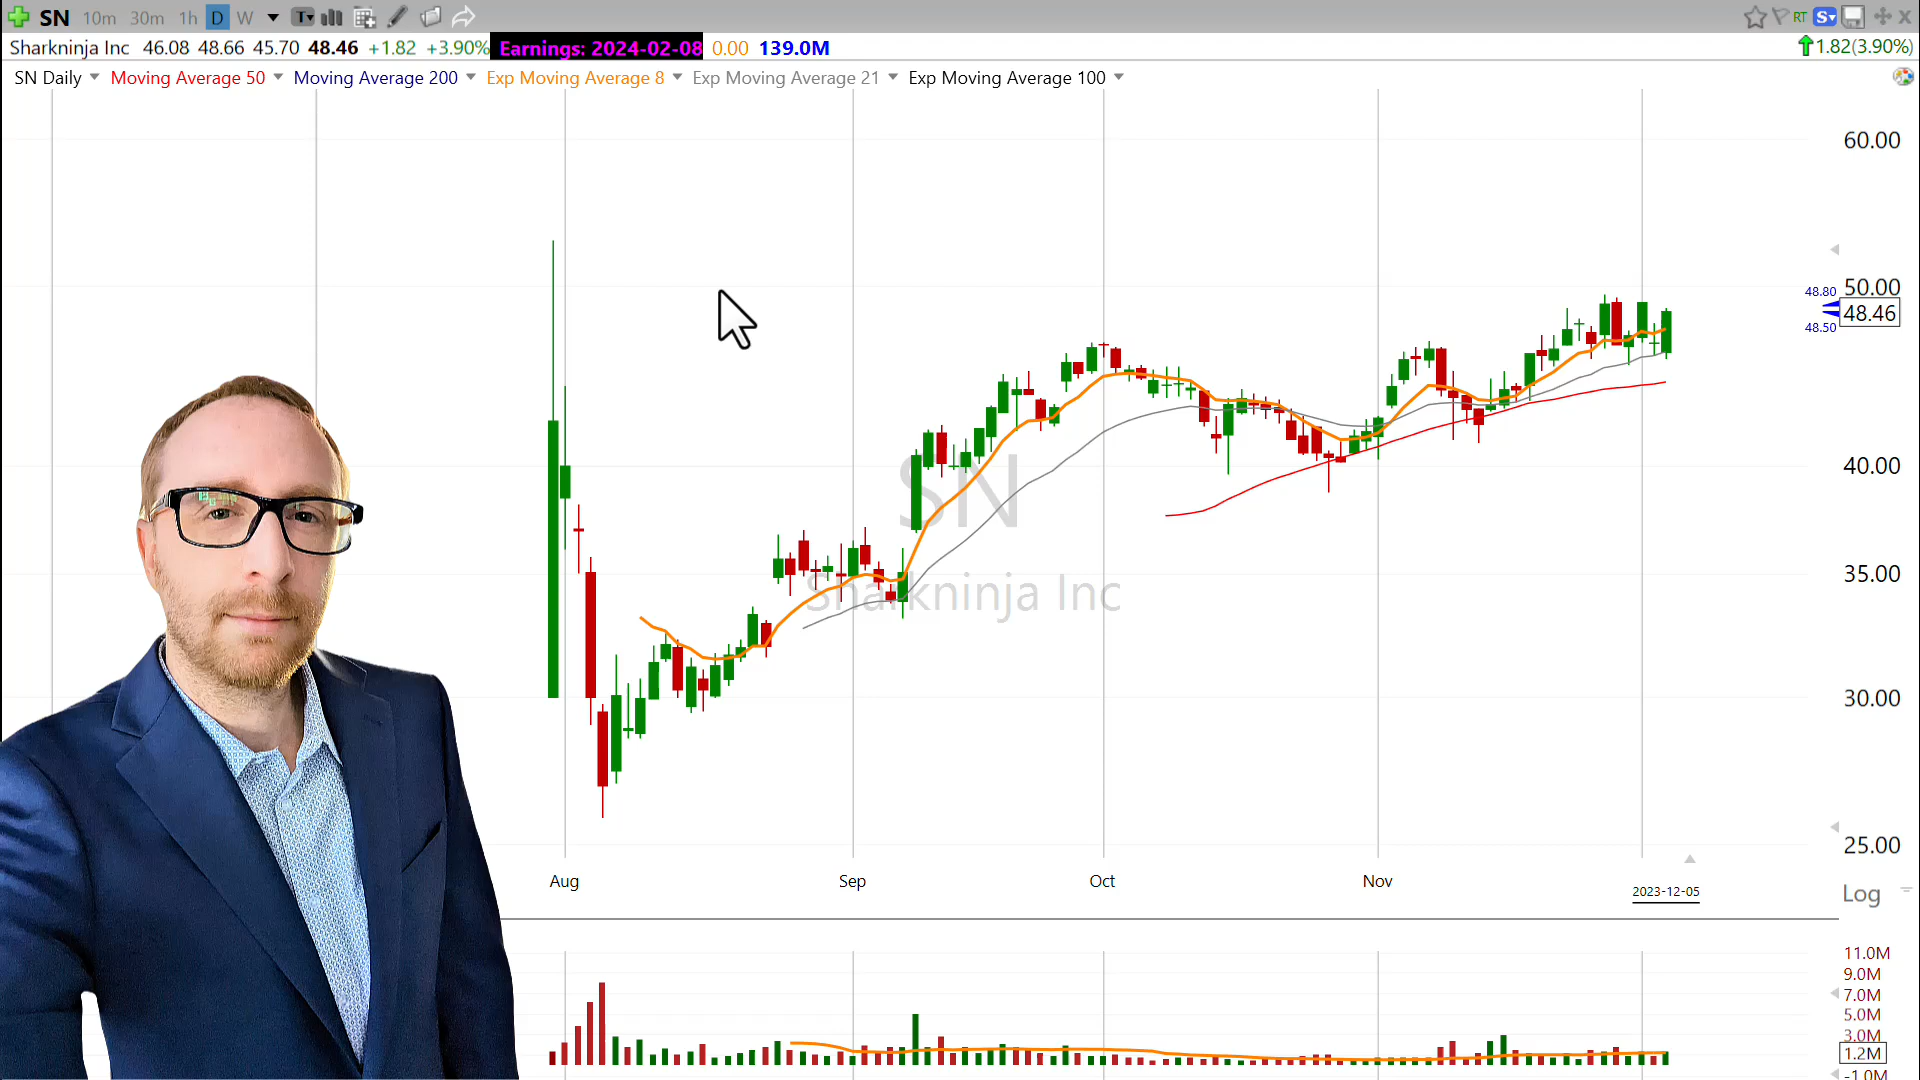 SN 10m 30m 1h D W T
RT S X
Sharkninja Inc 46.08 48.66 45.70 48.46 +1.82 +3.90% Earnings: 2024-02-08 0.00 139.0M
1.82(3.90%)
SN Daily Moving Average 50 Moving Average 200 Exp Moving Average 8 Exp Moving Average 21 Exp Moving Average 100
60.00
50.00
48.80
48.46
48.50
40.00
SN
35.00
Sharkninja Inc
30.00
25.00
Aug Sep Oct Nov 2023-12-05
Log
11.0M
9.0M
7.0M
5.0M
3.0M
1.2M
-1.0M